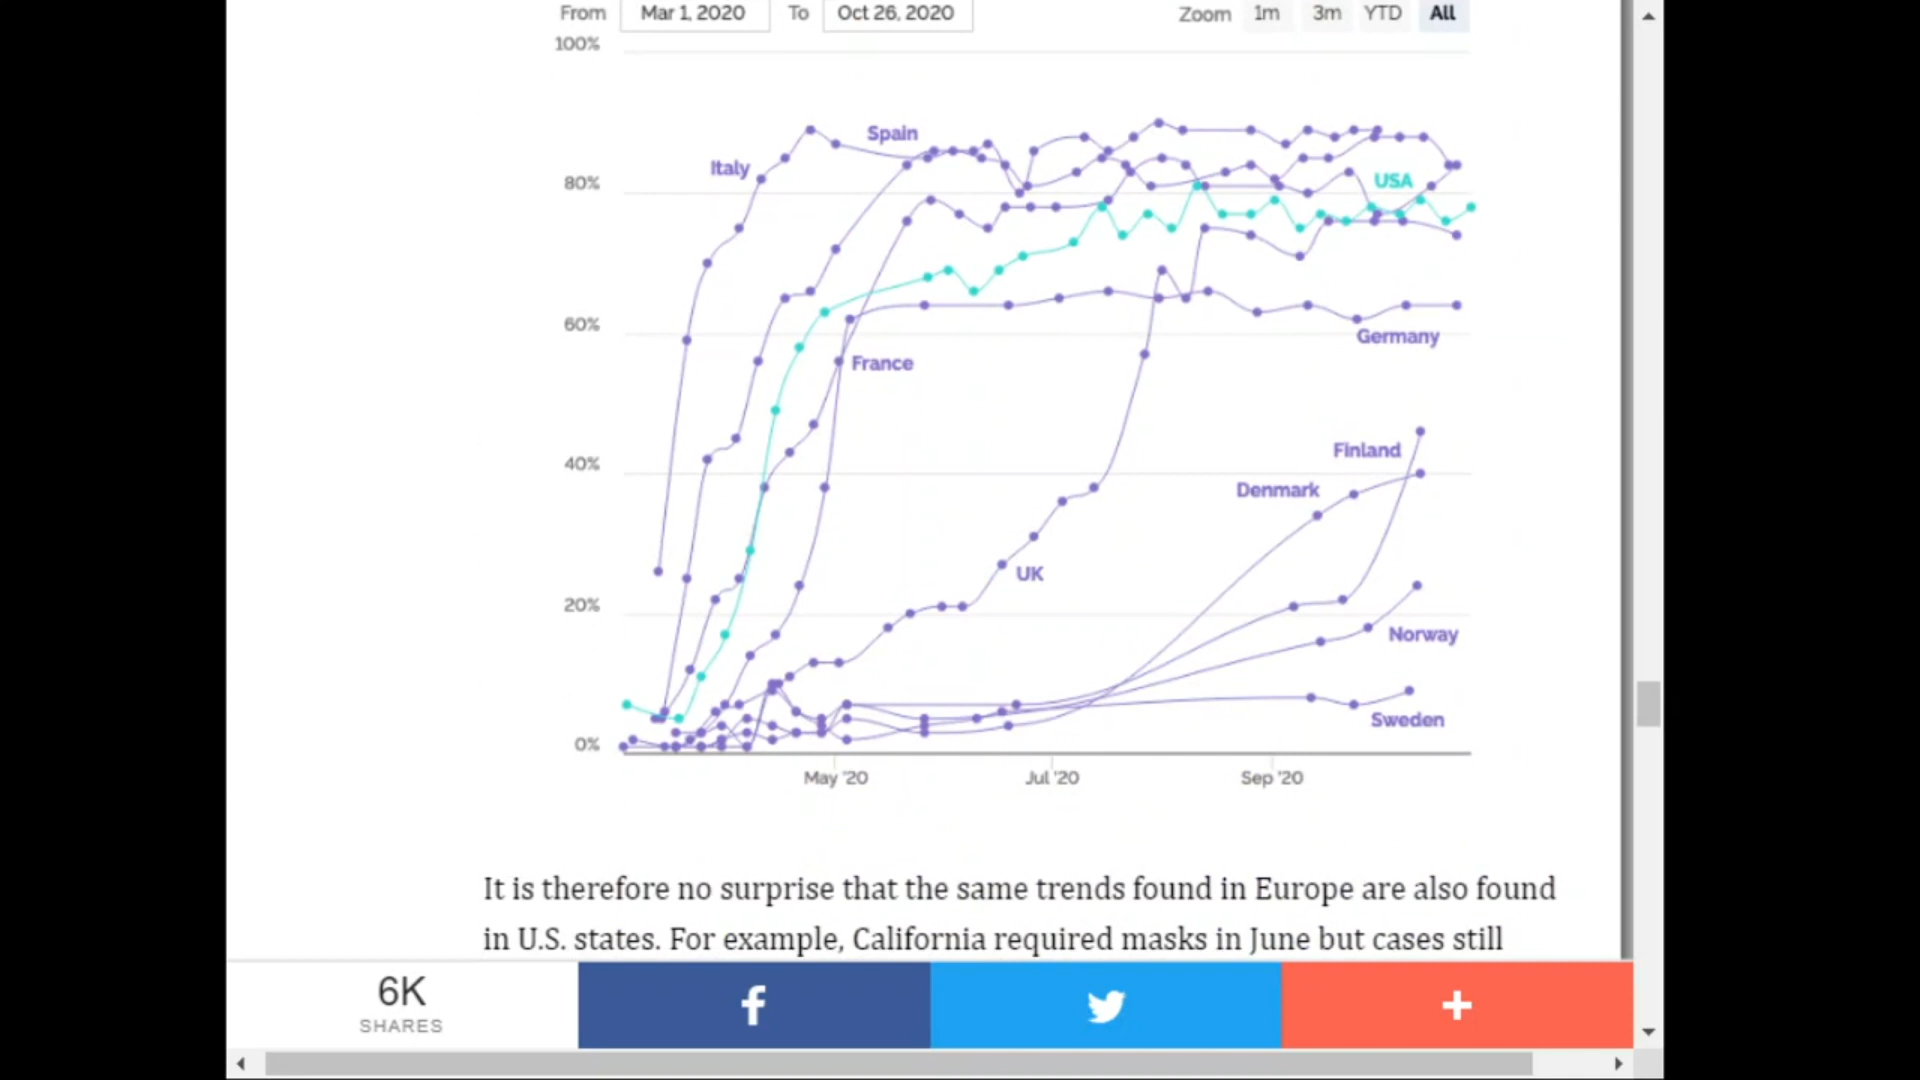 From Mar 1, 2020 To Oct 26, 2020 Zoom 1m 3m YTD All
100%
Spain
Italy
80%
USA
60%
Germany
France
40%
Finland
Denmark
UK
20%
Norway
Sweden
0%
May '20 Jul '20 Sep '20
It is therefore no surprise that the same trends found in Europe are also found
in U.S. states. For example, California required masks in June but cases still
6K
SHARES